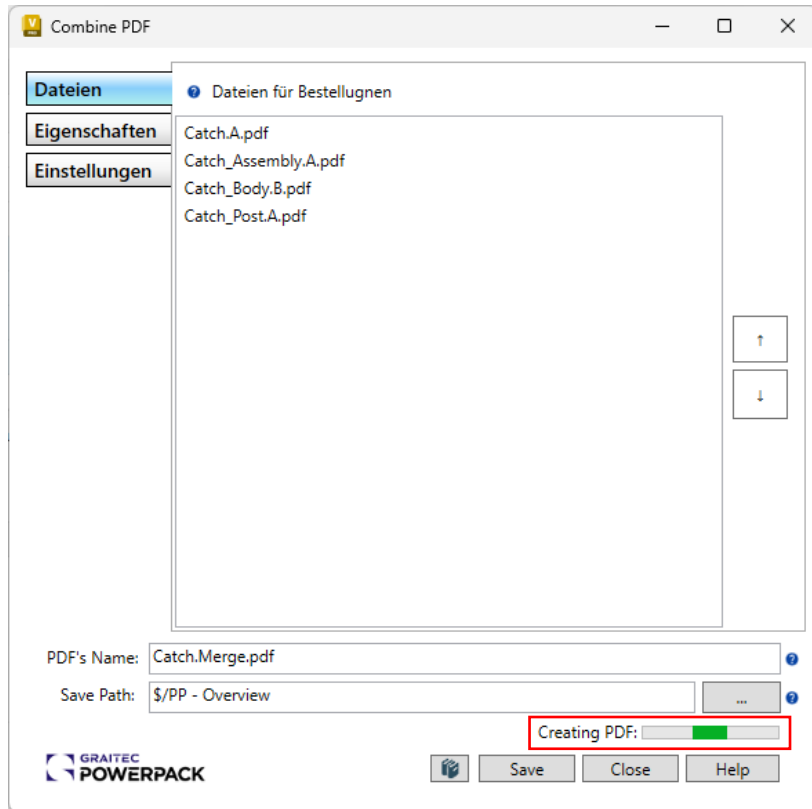 Combine PDF
Dateien
Eigenschaften
Einstellungen
Dateien für Bestellugnen
Catch.A.pdf
Catch_Assembly.A.pdf
Catch_Body.B.pdf
Catch_Post.A.pdf
PDF's Name: Catch.Merge.pdf
Save Path: $/PP - Overview ...
Creating PDF:
GRAITEC
POWERPACK
Save Close Help